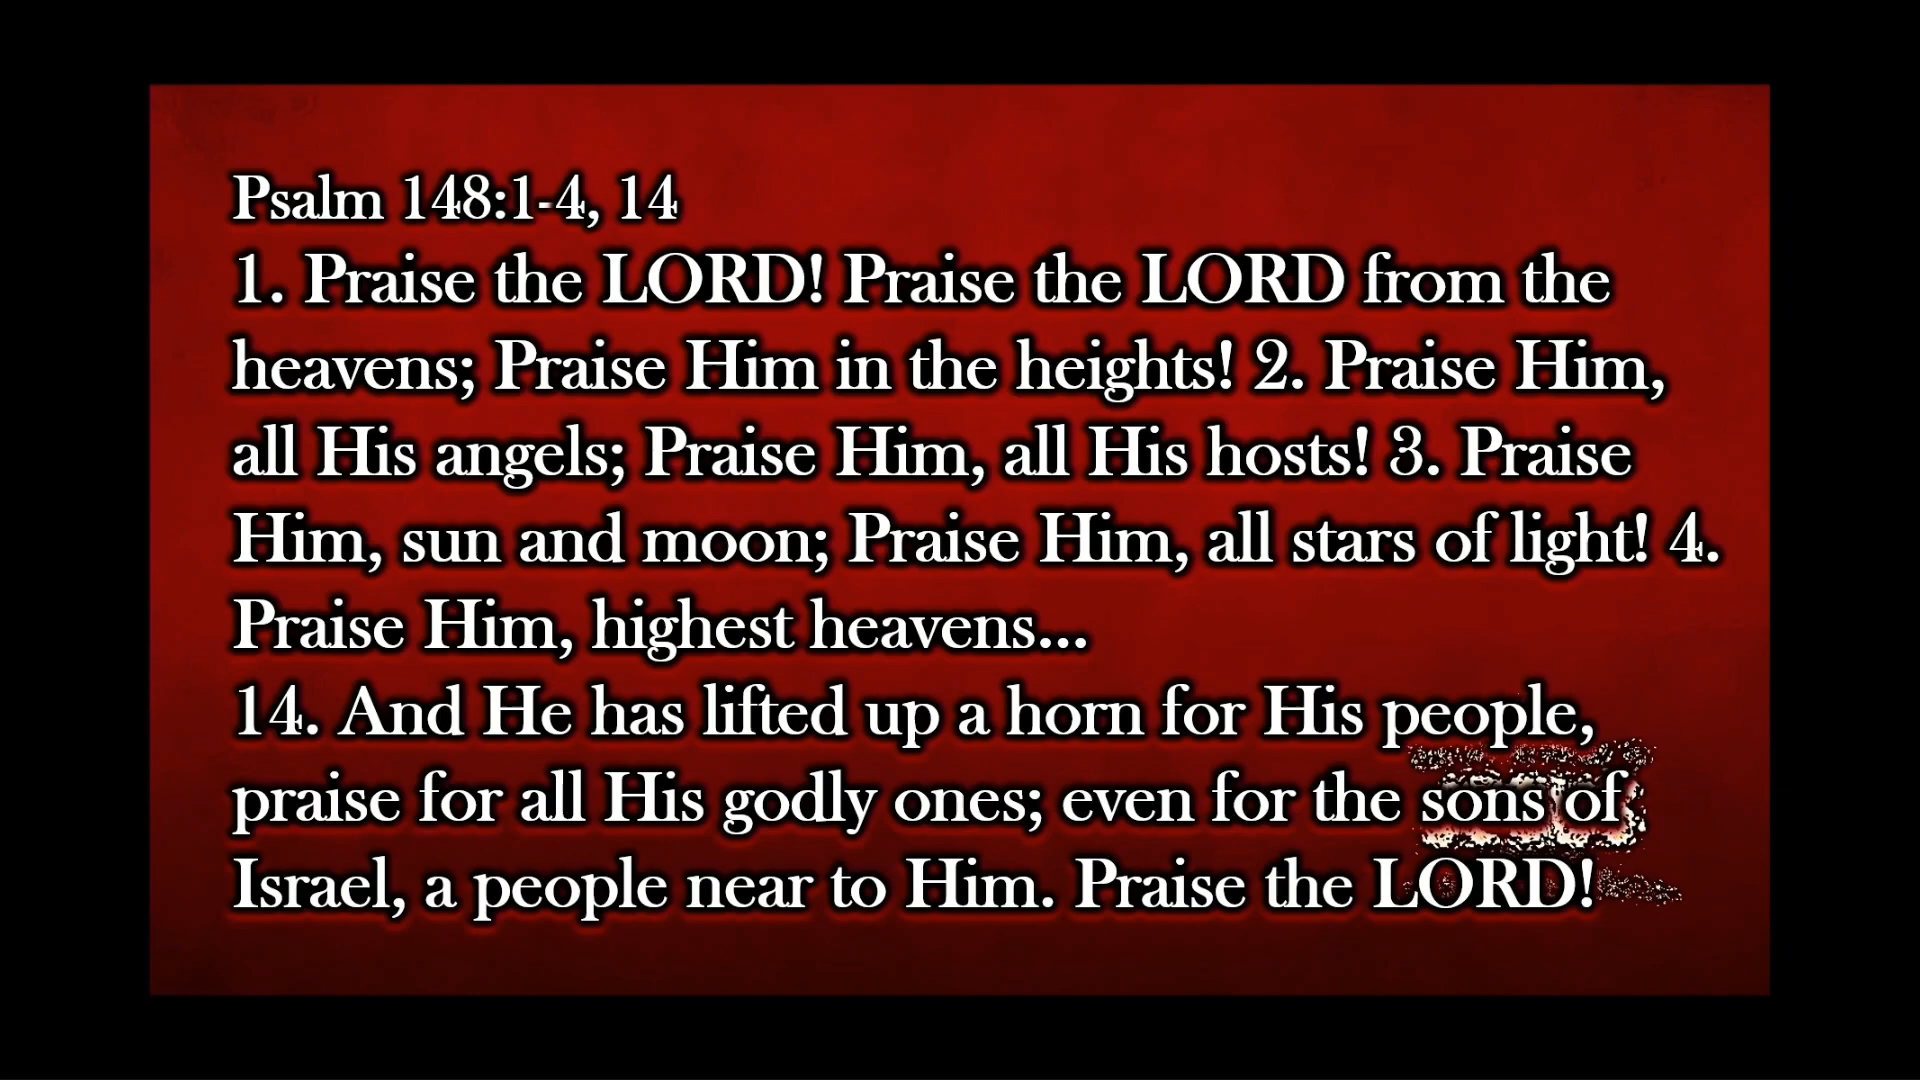 Psalm 148:1-4, 14
1. Praise the LORD! Praise the LORD from the
heavens; Praise Him in the heights! 2. Praise Him,
all His angels; Praise Him, all His hosts! 3. Praise
Him, sun and moon; Praise Him, all stars of light! 4.
Praise Him, highest heavens...
14. And He has lifted up a horn for His people,
praise for all His godly ones; even for the sons of
Israel, a people near to Him. Praise the LORD!